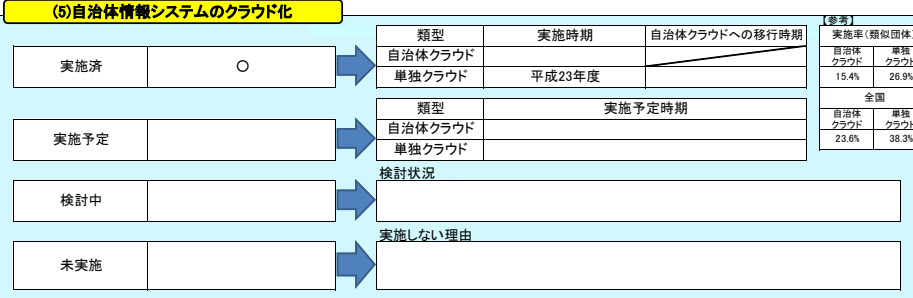 (5)自治体情報システムのクラウド化
【参考】
実施済 〇
類型 実施時期 自治体クラウドへの移行時期
自治体クラウド
単独クラウド 平成23年度
実施率(類似団体)
自治体クラウド 単独クラウド
15.4% 26.9%
全国
自治体クラウド 単独クラウド
23.6% 38.3%
実施予定
類型 実施予定時期
自治体クラウド
単独クラウド
検討中
検討状況
未実施
実施しない理由